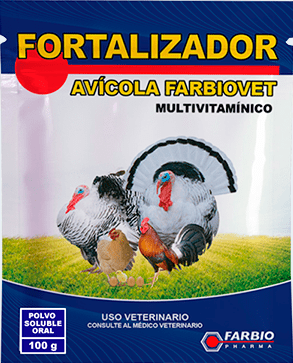 FORTALIZADOR
AVÍCOLA FARBIOVET
MULTIVITAMÍNICO
POLVO
SOLUBLE
ORAL
100 g
USO VETERINARIO
CONSULTE AL MÉDICO VETERINARIO
FARBIO
PHARMA